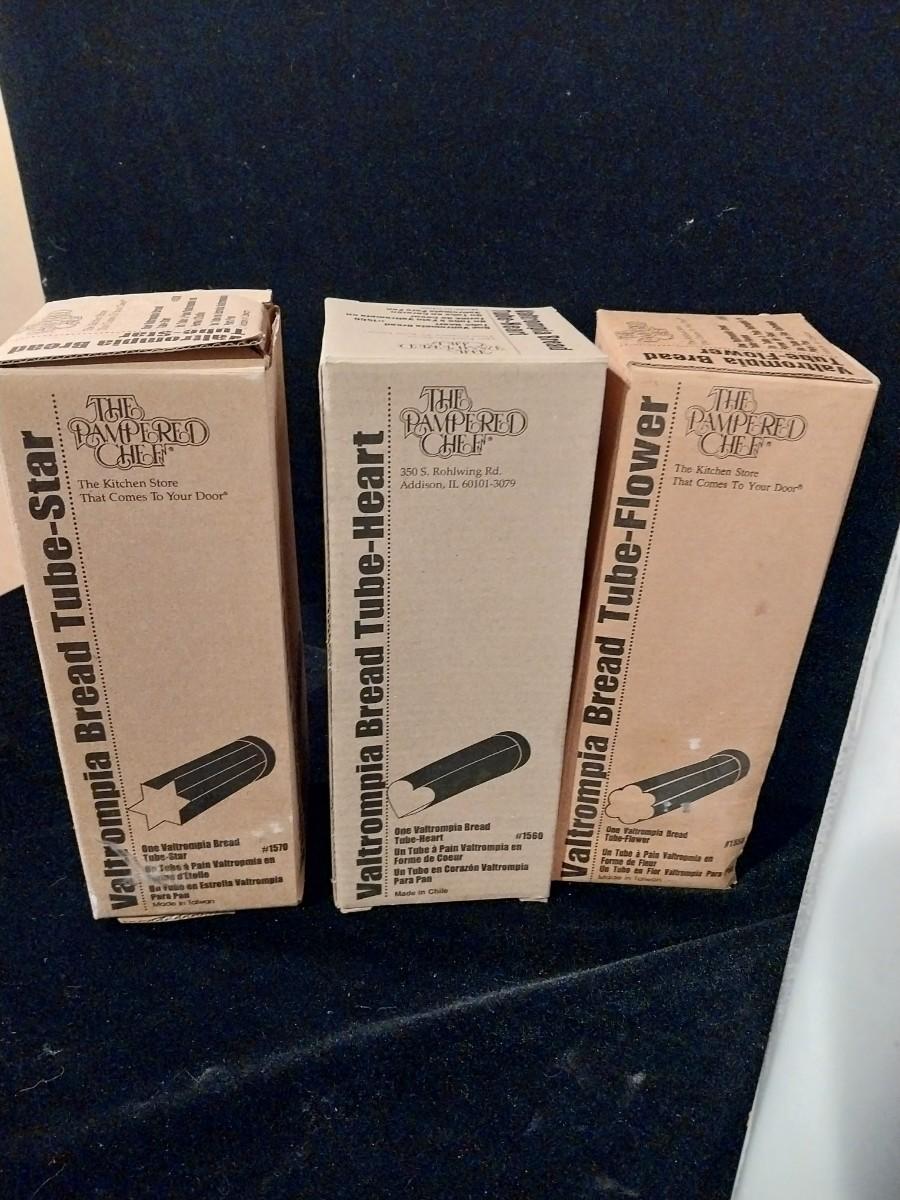 Valtrompia Bread
Tube-Star
THE
PAMPERED
CHEF®
The Kitchen Store
That Comes To Your Door®
Valtrompia Bread Tube-Star
One Valtrompia Bread
Tube-Star
#1570
Un Tube à Pain Valtropmia en
d'Etoile
Un Tubo en Estrella Valtrompia
Para Pan
Made in Taiwan
THE
PAMPERED
CHEF®
350 S. Rohlwing Rd.
Addison, IL 60101-3079
Valtrompia Bread Tube-Heart
One Valtrompia Bread
Tube-Heart
#1560
Un Tube à Pain Valtrompia en
Forme de Coeur
Un Tubo en Corazón Valtrompia
Para Pan
Made in Chile
Valtrompia Bread
Tube-Flower
THE
PAMPERED
CHEF®
The Kitchen Store
That Comes To Your Door®
Valtrompia Bread Tube-Flower
One Valtrompia Bread
Tube-Flower
Un Tube à Pain Valtropmia en
Forme de Fleur
Un Tubo en Flor Valtrompia Para
Made in Taiwan